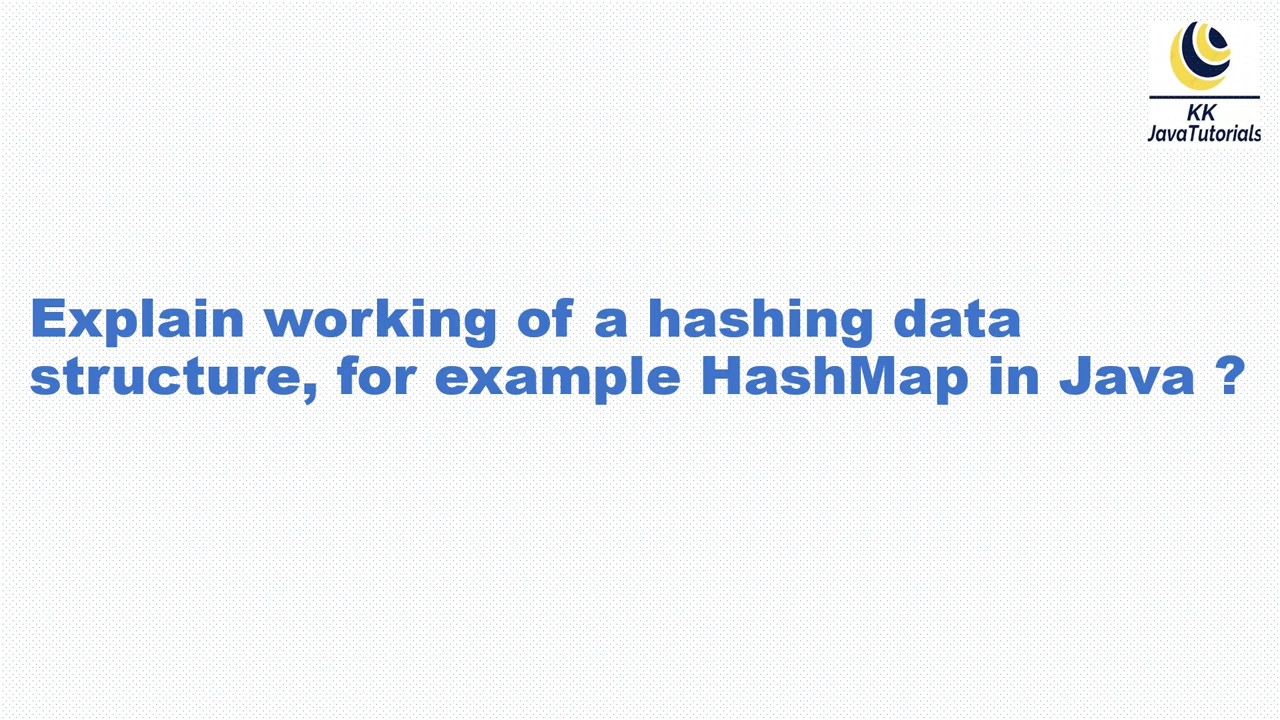 KK
JavaTutorials
Explain working of a hashing data
structure, for example HashMap in Java ?